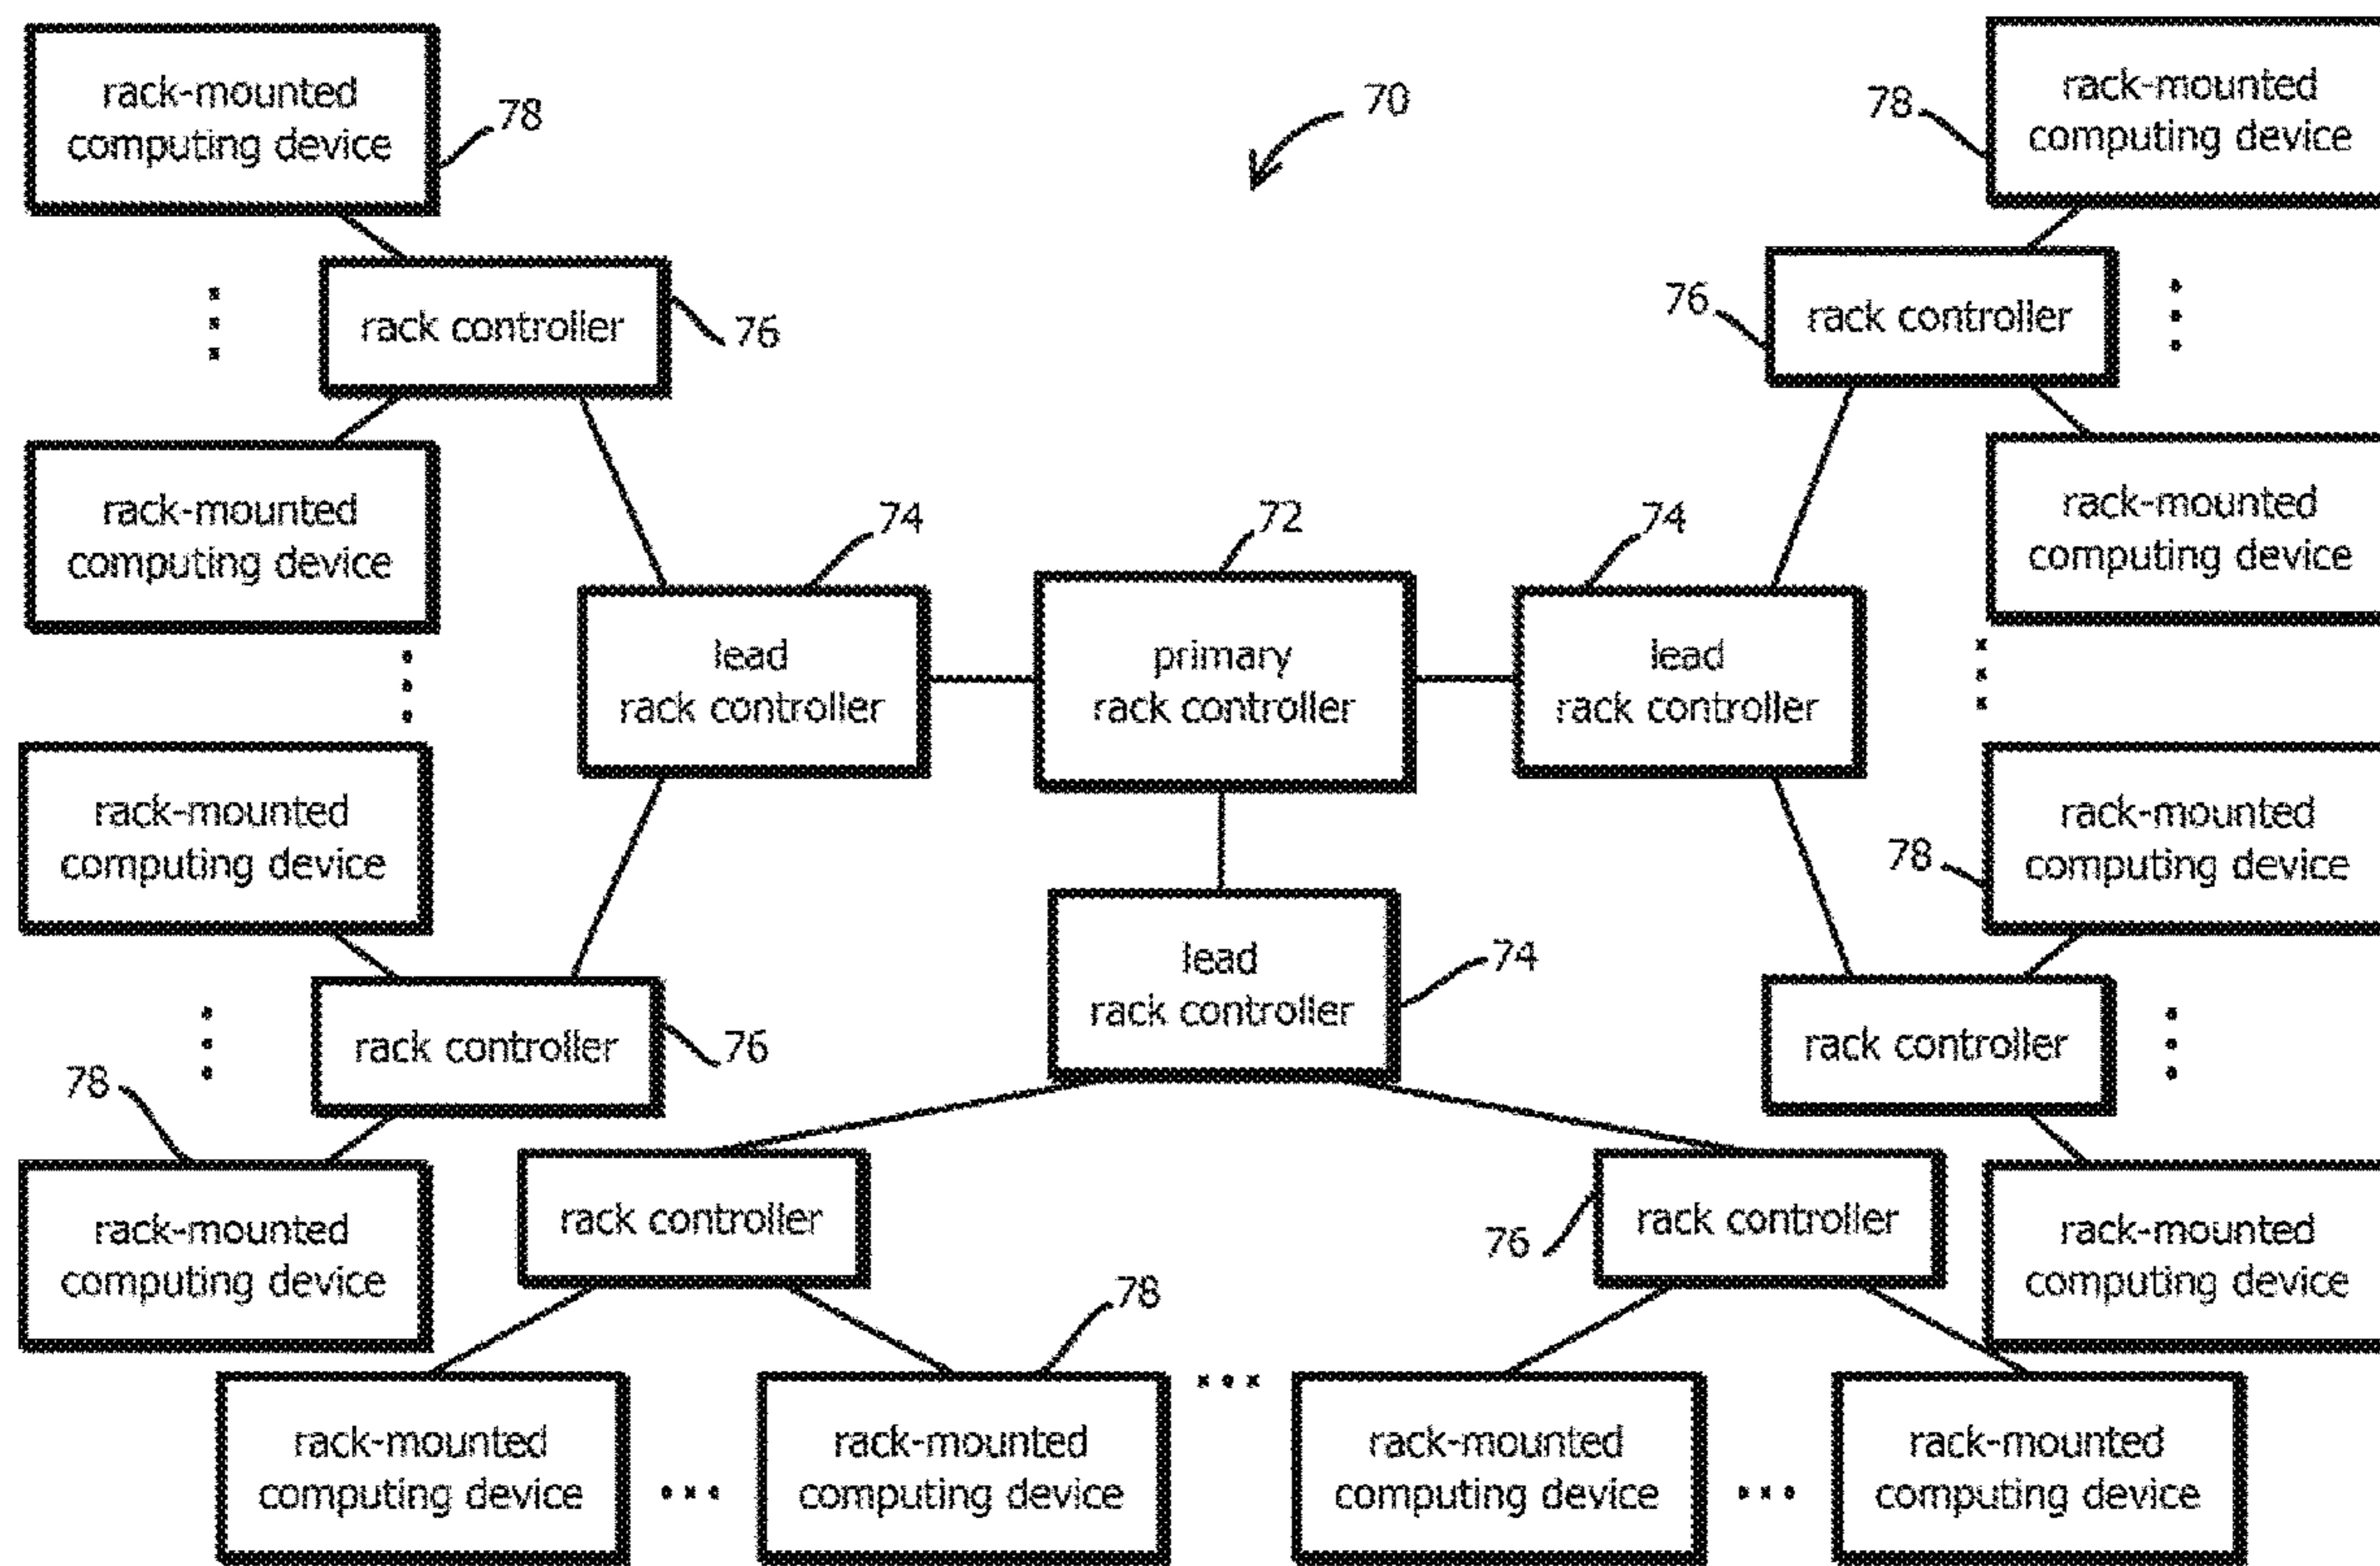 rack-mounted
computing device
78
70
78
rack-mounted
computing device
rack controller
76
76
rack controller
rack-mounted
computing device
74
72
74
rack-mounted
computing device
lead
rack controller
primary
rack controller
lead
rack controller
rack-mounted
computing device
rack-mounted
computing device
78
lead
rack controller
74
rack controller
76
rack controller
78
rack-mounted
computing device
rack controller
76
rack controller
rack-mounted
computing device
78
rack-mounted
computing device
rack-mounted
computing device
rack-mounted
computing device
rack-mounted
computing device